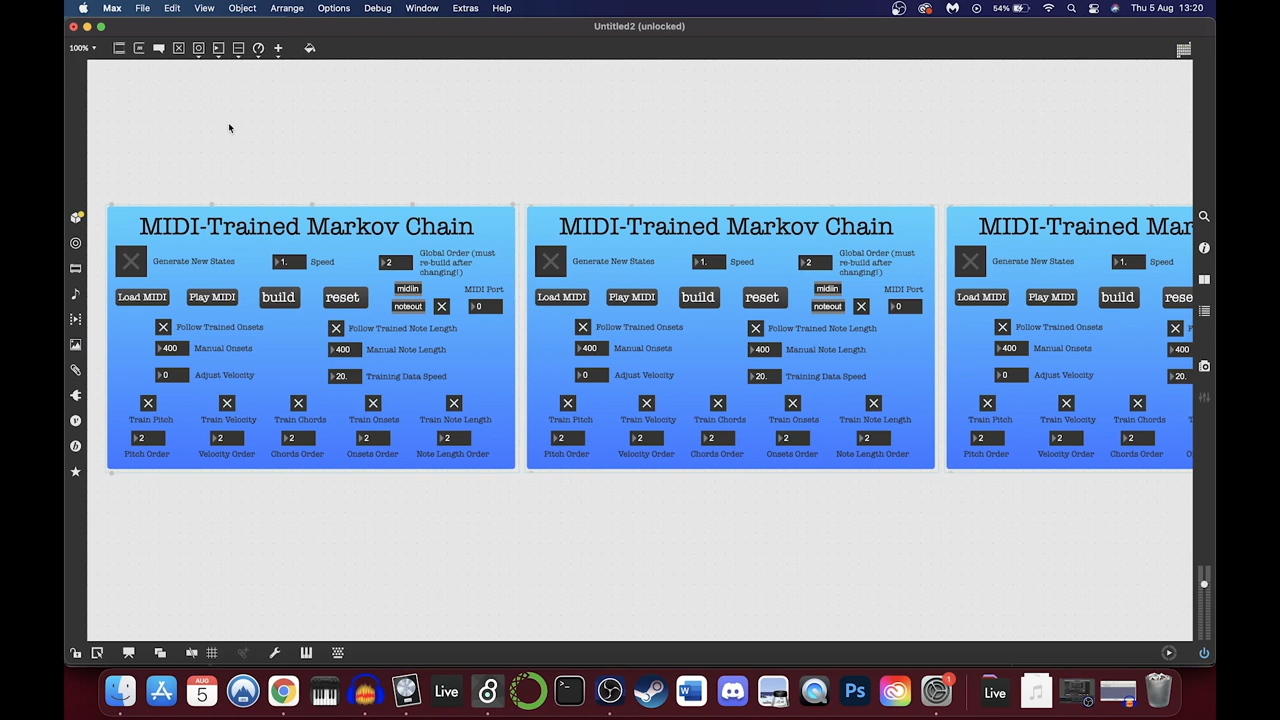 Max File Edit View Object Arrange Options Debug Window Extras Help 54% Thu 5 Aug 13:20
Untitled2 (unlocked)
100%
MIDI-Trained Markov Chain MIDI-Trained Markov Chain MIDI-Trained Mar
Generate New States 1. Speed 2 Global Order (must re-build after changing!) Generate New States 1. Speed 2 Global Order (must re-build after changing!) Generate New States 1. Speed
midiin MIDI Port midiin MIDI Port
Load MIDI Play MIDI build reset noteout 0 Load MIDI Play MIDI build reset noteout 0 Load MIDI Play MIDI build rese
Follow Trained Onsets Follow Trained Note Length Follow Trained Onsets Follow Trained Note Length Follow Trained Onsets F
400 Manual Onsets 400 Manual Note Length 400 Manual Onsets 400 Manual Note Length 400 Manual Onsets 400
0 Adjust Velocity 20. Training Data Speed 0 Adjust Velocity 20. Training Data Speed 0 Adjust Velocity 20.
Train Pitch Train Velocity Train Chords Train Onsets Train Note Length Train Pitch Train Velocity Train Chords Train Onsets Train Note Length Train Pitch Train Velocity Train Chords
2 2 2 2 2 2 2 2 2 2 2 2 2
Pitch Order Velocity Order Chords Order Onsets Order Note Length Order Pitch Order Velocity Order Chords Order Onsets Order Note Length Order Pitch Order Velocity Order Chords Order
AUG
5 Live 8 Ps 1 Live